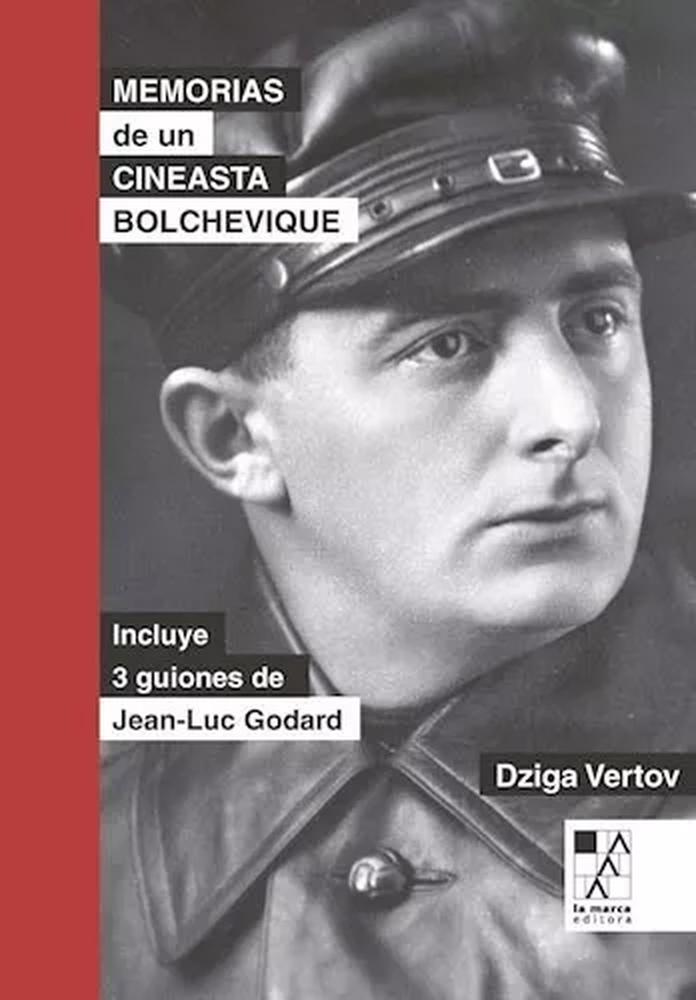 MEMORIAS
de un
CINEASTA
BOLCHEVIQUE
Incluye
3 guiones de
Jean-Luc Godard
Dziga Vertov
la marca
editora